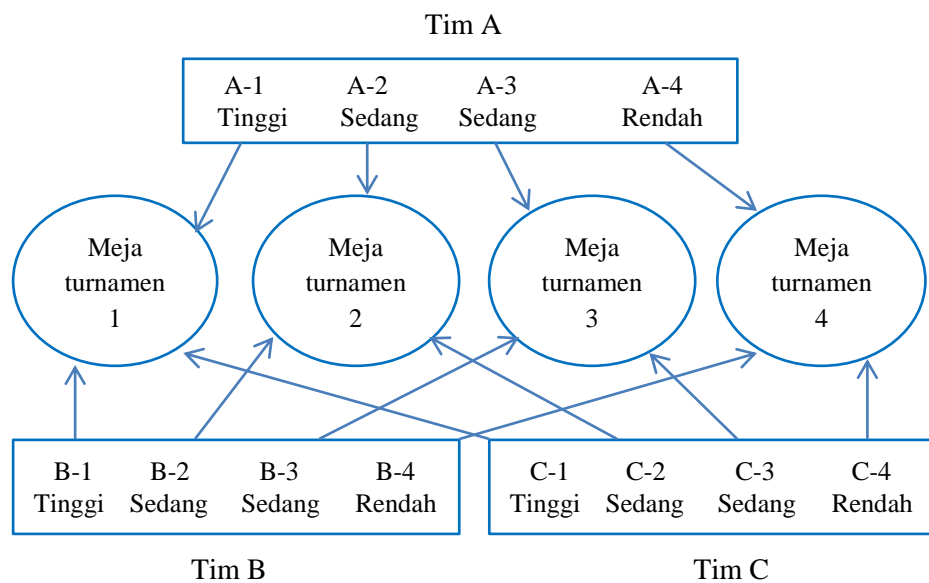 Tim A
A-1 A-2 A-3 A-4
Tinggi Sedang Sedang Rendah
Meja turnamen 1
Meja turnamen 2
Meja turnamen 3
Meja turnamen 4
B-1 B-2 B-3 B-4
Tinggi Sedang Sedang Rendah
C-1 C-2 C-3 C-4
Tinggi Sedang Sedang Rendah
Tim B
Tim C